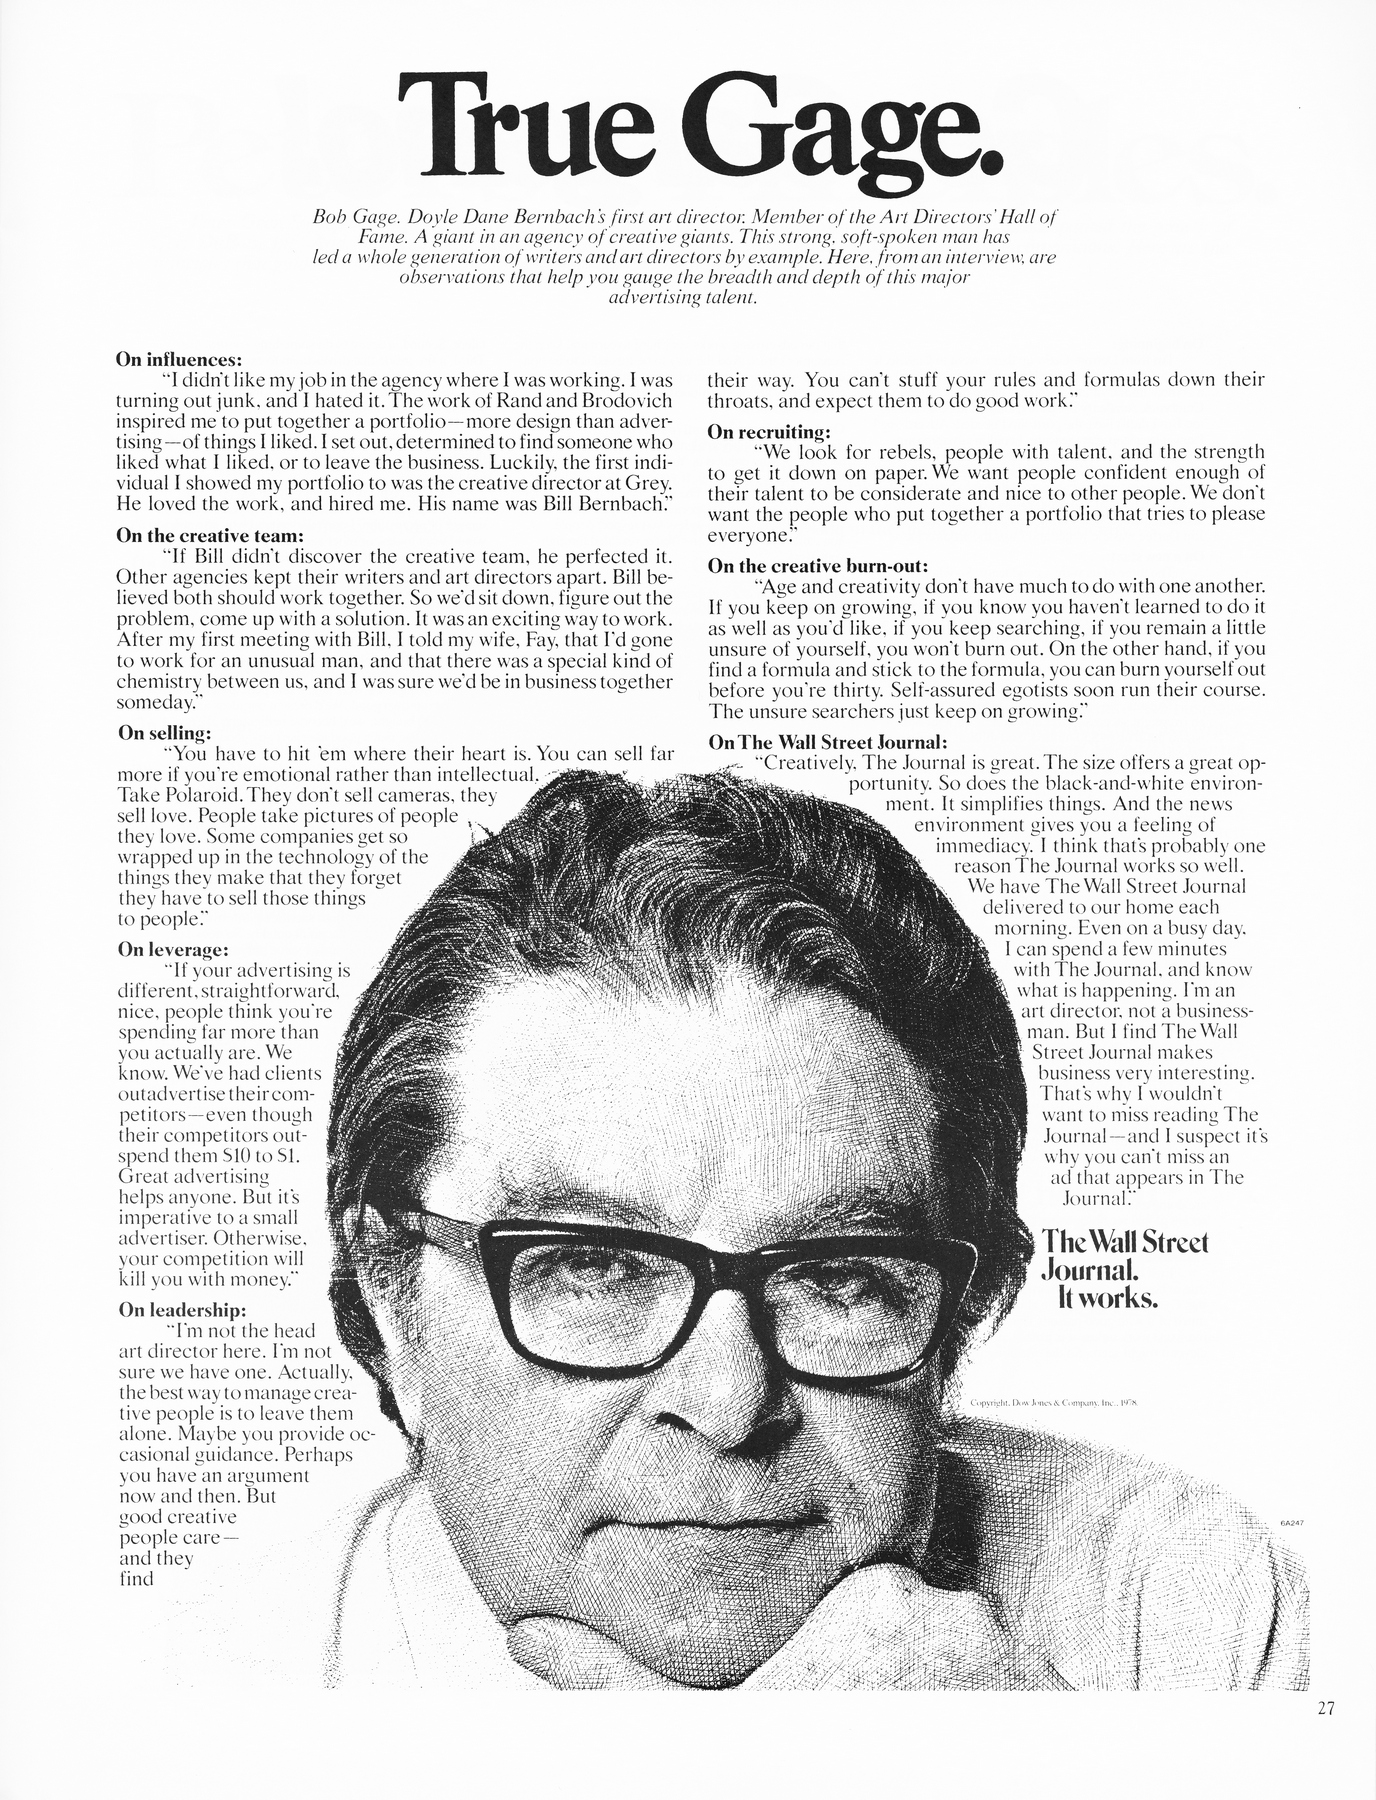 True Gage.
Bob Gage. Doyle Dane Bernbach's first art director. Member of the Art Directors' Hall of
Fame. A giant in an agency of creative giants. This strong, soft-spoken man has
led a whole generation of writers and art directors by example. Here, from an interview, are
observations that help you gauge the breadth and depth of this major
advertising talent.
On influences:
“I didn't like my job in the agency where I was working. I was
turning out junk, and I hated it. The work of Rand and Brodovich
inspired me to put together a portfolio—more design than adver-
tising—of things I liked. I set out, determined to find someone who
liked what I liked, or to leave the business. Luckily, the first indi-
vidual I showed my portfolio to was the creative director at Grey.
He loved the work, and hired me. His name was Bill Bernbach.”
On the creative team:
“If Bill didn't discover the creative team, he perfected it.
Other agencies kept their writers and art directors apart. Bill be-
lieved both should work together. So we'd sit down, figure out the
problem, come up with a solution. It was an exciting way to work.
After my first meeting with Bill, I told my wife, Fay, that I'd gone
to work for an unusual man, and that there was a special kind of
chemistry between us, and I was sure we'd be in business together
someday.”
On selling:
“You have to hit 'em where their heart is. You can sell far
more if you're emotional rather than intellectual.
Take Polaroid. They don't sell cameras, they
sell love. People take pictures of people
they love. Some companies get so
wrapped up in the technology of the
things they make that they forget
they have to sell those things
to people.”
On leverage:
“If your advertising is
different, straightforward,
nice, people think you're
spending far more than
you actually are. We
know. We've had clients
outadvertise their com-
petitors—even though
their competitors out-
spend them $10 to $1.
Great advertising
helps anyone. But it's
imperative to a small
advertiser. Otherwise,
your competition will
kill you with money.”
On leadership:
“I'm not the head
art director here. I'm not
sure we have one. Actually,
the best way to manage crea-
tive people is to leave them
alone. Maybe you provide oc-
casional guidance. Perhaps
you have an argument
now and then. But
good creative
people care—
and they
find
their way. You can't stuff your rules and formulas down their
throats, and expect them to do good work.”
On recruiting:
“We look for rebels, people with talent, and the strength
to get it down on paper. We want people confident enough of
their talent to be considerate and nice to other people. We don't
want the people who put together a portfolio that tries to please
everyone.”
On the creative burn-out:
“Age and creativity don't have much to do with one another.
If you keep on growing, if you know you haven't learned to do it
as well as you'd like, if you keep searching, if you remain a little
unsure of yourself, you won't burn out. On the other hand, if you
find a formula and stick to the formula, you can burn yourself out
before you're thirty. Self-assured egotists soon run their course.
The unsure searchers just keep on growing.”
On The Wall Street Journal:
“Creatively, The Journal is great. The size offers a great op-
portunity. So does the black-and-white environ-
ment. It simplifies things. And the news
environment gives you a feeling of
immediacy. I think that's probably one
reason The Journal works so well.
We have The Wall Street Journal
delivered to our home each
morning. Even on a busy day,
I can spend a few minutes
with The Journal, and know
what is happening. I'm an
art director, not a business-
man. But I find The Wall
Street Journal makes
business very interesting.
That's why I wouldn't
want to miss reading The
Journal—and I suspect it's
why you can't miss an
ad that appears in The
Journal.”
The Wall Street
Journal.
It works.
Copyright, Dow Jones & Company, Inc., 1978.
6A247
27